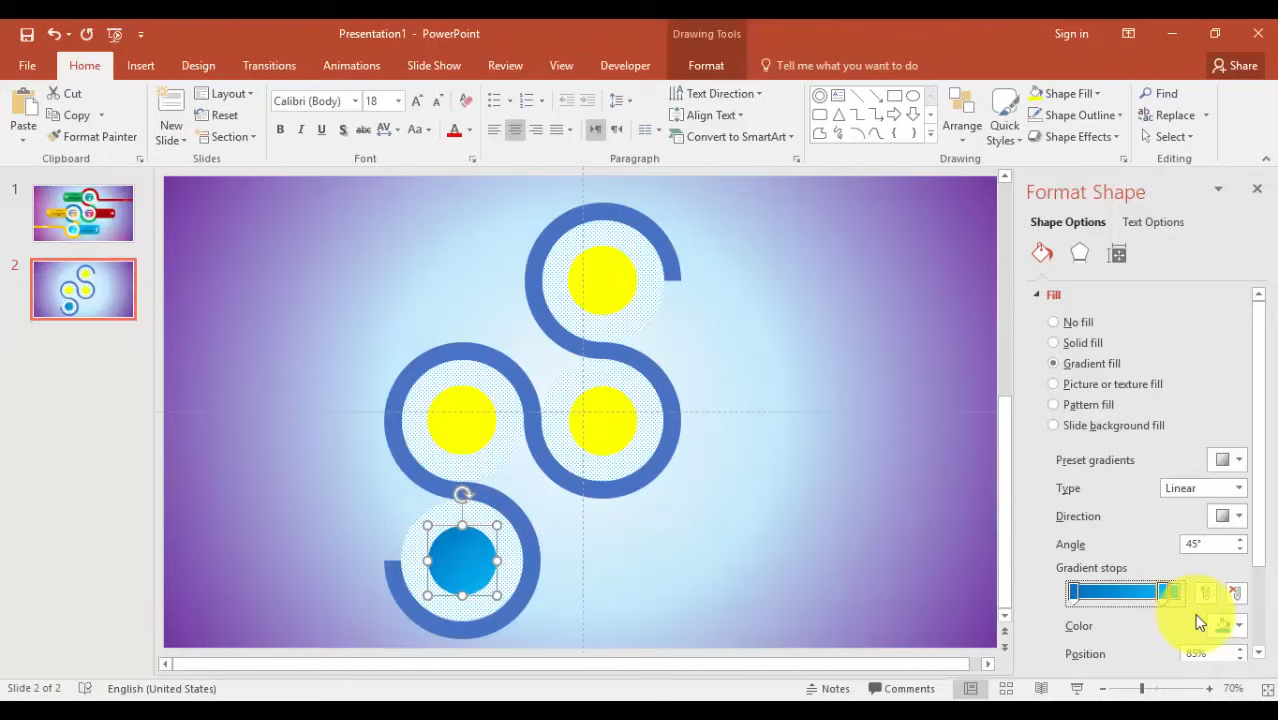 Presentation1 - PowerPoint
Drawing Tools
Sign in
File Home Insert Design Transitions Animations Slide Show Review View Developer Format Tell me what you want to do Share
Paste
Cut
Copy
Format Painter
Clipboard
New
Slide
Layout
Reset
Section
Slides
Calibri (Body) 18
B I U S abc AV Aa A
Font
Paragraph
Text Direction
Align Text
Convert to SmartArt
Arrange
Quick
Styles
Shape Fill
Shape Outline
Shape Effects
Drawing
Find
Replace
Select
Editing
1
2
Format Shape
Shape Options Text Options
Fill
No fill
Solid fill
Gradient fill
Picture or texture fill
Pattern fill
Slide background fill
Preset gradients
Type Linear
Direction
Angle 45°
Gradient stops
Color
Position 85%
Slide 2 of 2 English (United States) Notes Comments 70%